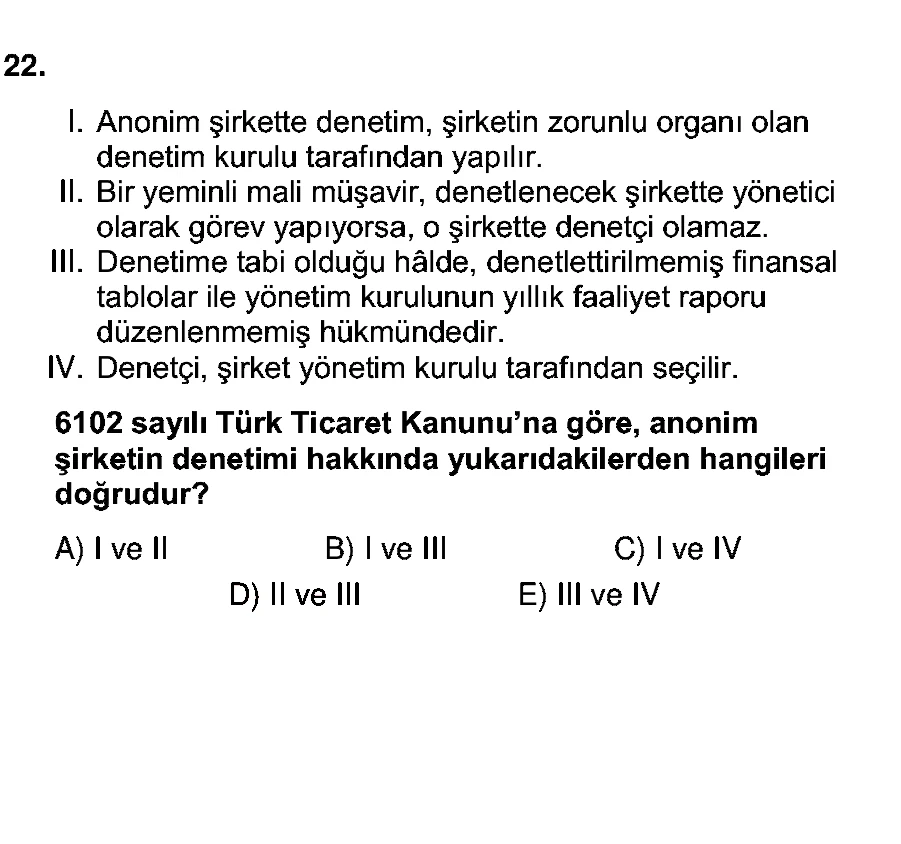 22.
I. Anonim şirkette denetim, şirketin zorunlu organı olan
denetim kurulu tarafından yapılır.
II. Bir yeminli mali müşavir, denetlenecek şirkette yönetici
olarak görev yapıyorsa, o şirkette denetçi olamaz.
III. Denetime tabi olduğu hâlde, denetlettirilmemiş finansal
tablolar ile yönetim kurulunun yıllık faaliyet raporu
düzenlenmemiş hükmündedir.
IV. Denetçi, şirket yönetim kurulu tarafından seçilir.
6102 sayılı Türk Ticaret Kanunu’na göre, anonim
şirketin denetimi hakkında yukarıdakilerden hangileri
doğrudur?
A) I ve II B) I ve III C) I ve IV
D) II ve III E) III ve IV